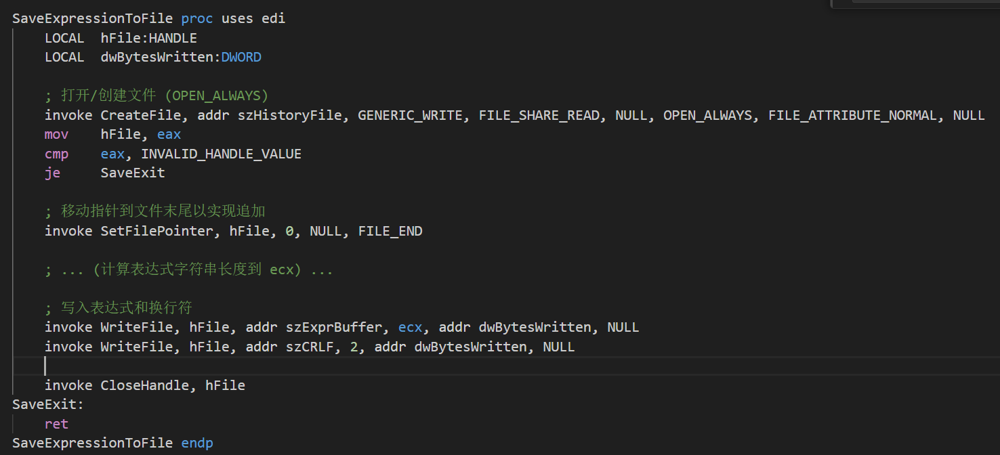 SaveExpressionToFile proc uses edi
    LOCAL  hFile:HANDLE
    LOCAL  dwBytesWritten:DWORD

    ; 打开/创建文件 (OPEN_ALWAYS)
    invoke CreateFile, addr szHistoryFile, GENERIC_WRITE, FILE_SHARE_READ, NULL, OPEN_ALWAYS, FILE_ATTRIBUTE_NORMAL, NULL
    mov    hFile, eax
    cmp    eax, INVALID_HANDLE_VALUE
    je     SaveExit

    ; 移动指针到文件末尾以实现追加
    invoke SetFilePointer, hFile, 0, NULL, FILE_END

    ; ... (计算表达式字符串长度到 ecx) ...

    ; 写入表达式和换行符
    invoke WriteFile, hFile, addr szExprBuffer, ecx, addr dwBytesWritten, NULL
    invoke WriteFile, hFile, addr szCRLF, 2, addr dwBytesWritten, NULL

    invoke CloseHandle, hFile
SaveExit:
    ret
SaveExpressionToFile endp